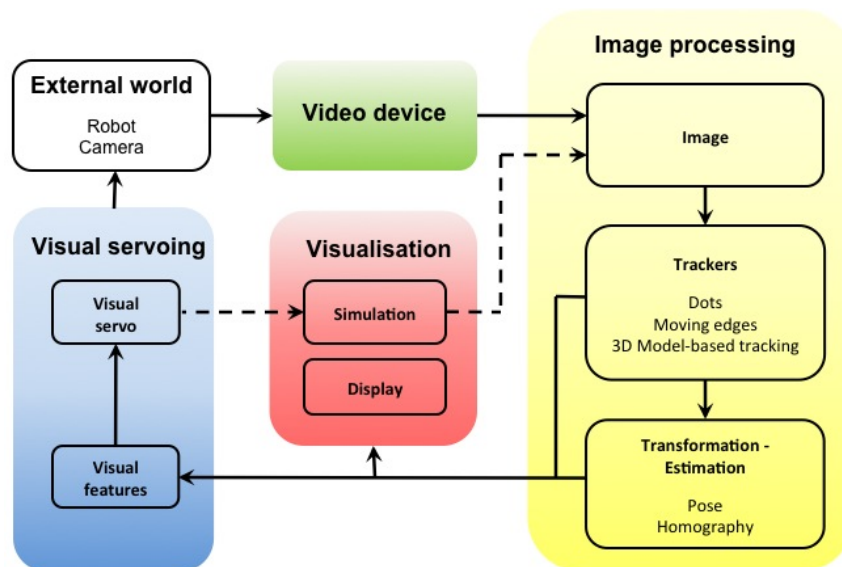 External world
Robot
Camera
Video device
Image processing
Image
Visual servoing
Visual
servo
Visual
features
Visualisation
Simulation
Display
Trackers
Dots
Moving edges
3D Model-based tracking
Transformation -
Estimation
Pose
Homography